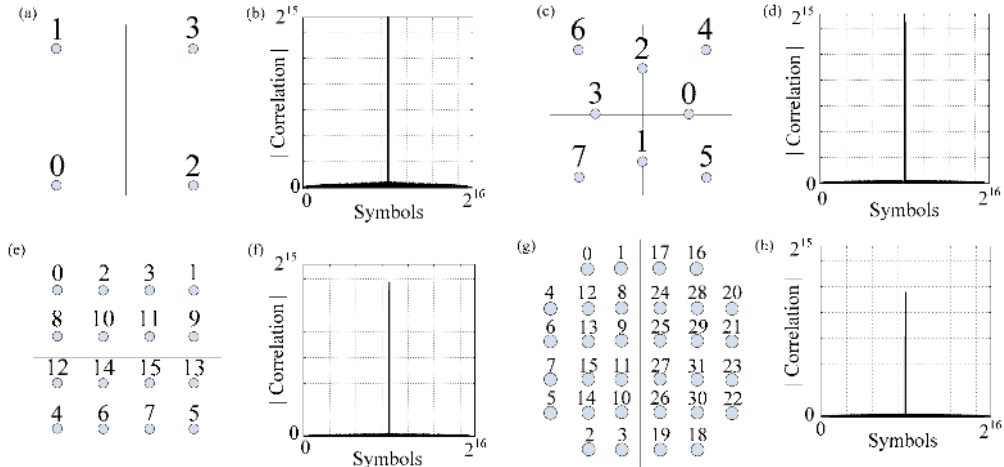 (a)
1 3
0 2
(b)
2^15
| Correlation |
0
0 2^16
Symbols
(c)
6 4
2
3 0
7 1 5
(d)
2^15
| Correlation |
0
0 2^16
Symbols
(e)
0 2 3 1
8 10 11 9
12 14 15 13
4 6 7 5
(f)
2^15
| Correlation |
0
0 2^16
Symbols
(g)
0 1 17 16
4 12 8 24 28 20
6 13 9 25 29 21
7 15 11 27 31 23
5 14 10 26 30 22
2 3 19 18
(h)
2^15
| Correlation |
0
0 2^16
Symbols